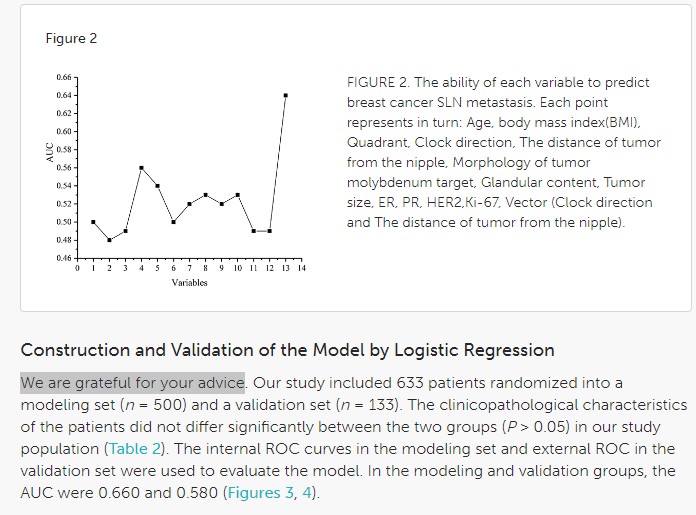 Figure 2
0.66
0.64
0.62
0.60
0.58
0.56
0.54
0.52
0.50
0.48
0.46
AUC
0 1 2 3 4 5 6 7 8 9 10 11 12 13 14
Variables
FIGURE 2. The ability of each variable to predict
breast cancer SLN metastasis. Each point
represents in turn: Age, body mass index(BMI),
Quadrant, Clock direction, The distance of tumor
from the nipple, Morphology of tumor
molybdenum target, Glandular content, Tumor
size, ER, PR, HER2,Ki-67, Vector (Clock direction
and The distance of tumor from the nipple).
Construction and Validation of the Model by Logistic Regression
We are grateful for your advice. Our study included 633 patients randomized into a
modeling set (n = 500) and a validation set (n = 133). The clinicopathological characteristics
of the patients did not differ significantly between the two groups (P > 0.05) in our study
population (Table 2). The internal ROC curves in the modeling set and external ROC in the
validation set were used to evaluate the model. In the modeling and validation groups, the
AUC were 0.660 and 0.580 (Figures 3, 4).